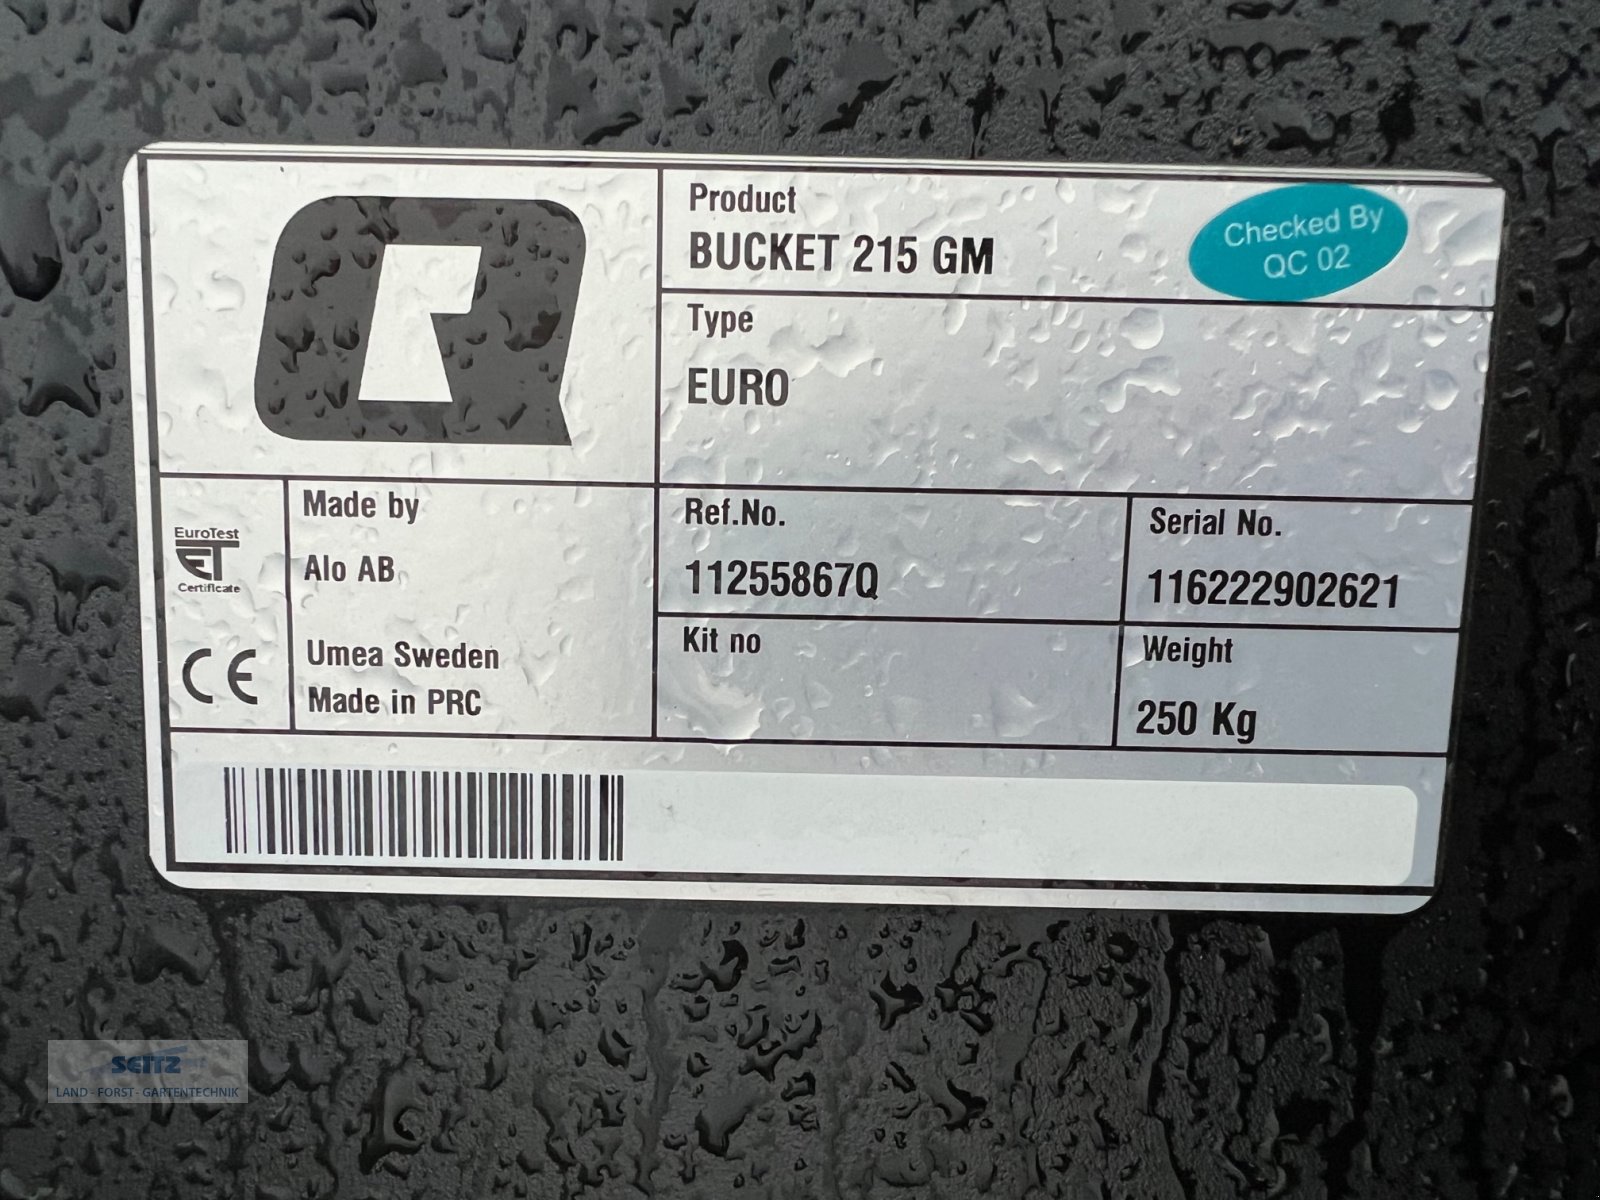 Product
BUCKET 215 GM
Checked By
QC 02
Type
EURO
EuroTest
ET
Certificate
CE
Made by
Alo AB
Umea Sweden
Made in PRC
Ref.No.
11255867Q
Serial No.
116222902621
Kit no
Weight
250 Kg
SEITZ
LAND - FORST - GARTENTECHNIK